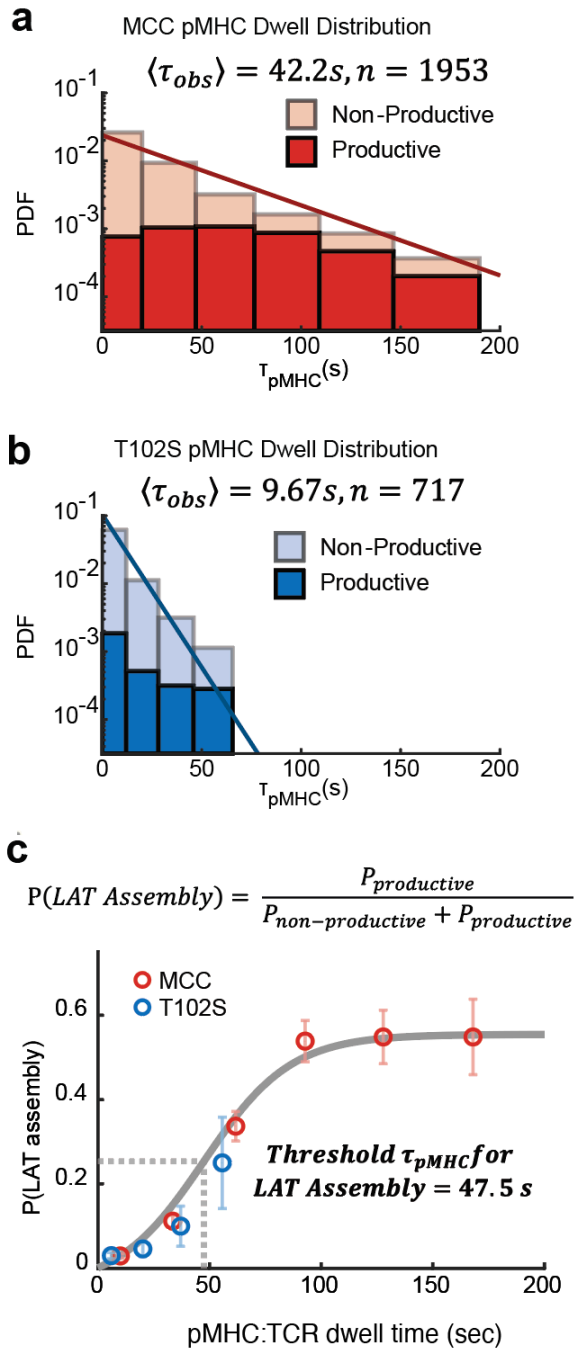 a
MCC pMHC Dwell Distribution
⟨τobs⟩ = 42.2s, n = 1953
Non-Productive
Productive
PDF
10⁻¹
10⁻²
10⁻³
10⁻⁴
0 50 100 150 200
τpMHC(s)
b
T102S pMHC Dwell Distribution
⟨τobs⟩ = 9.67s, n = 717
Non-Productive
Productive
PDF
10⁻¹
10⁻²
10⁻³
10⁻⁴
0 50 100 150 200
τpMHC(s)
c
P(LAT Assembly) = Pproductive / Pnon−productive + Pproductive
MCC
T102S
P(LAT assembly)
0.6
0.4
0.2
0
Threshold τpMHC for
LAT Assembly = 47.5 s
0 50 100 150 200
pMHC:TCR dwell time (sec)